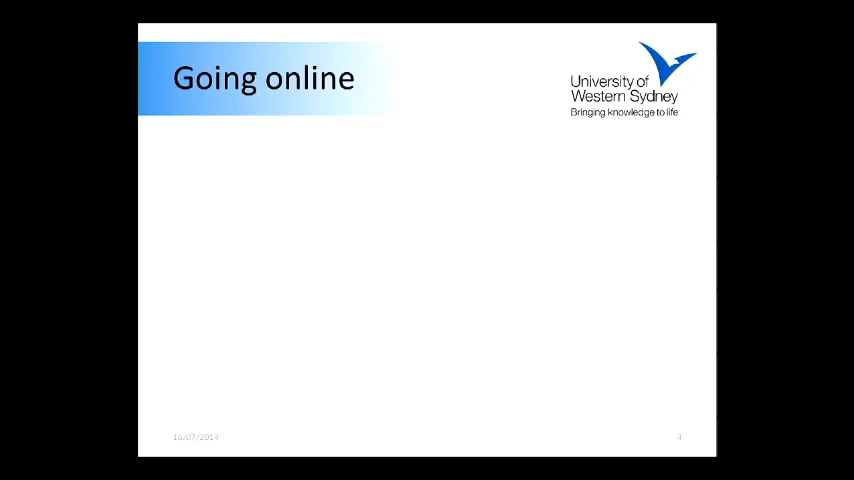 Going online
University of
Western Sydney
Bringing knowledge to life
16/07/2014
4